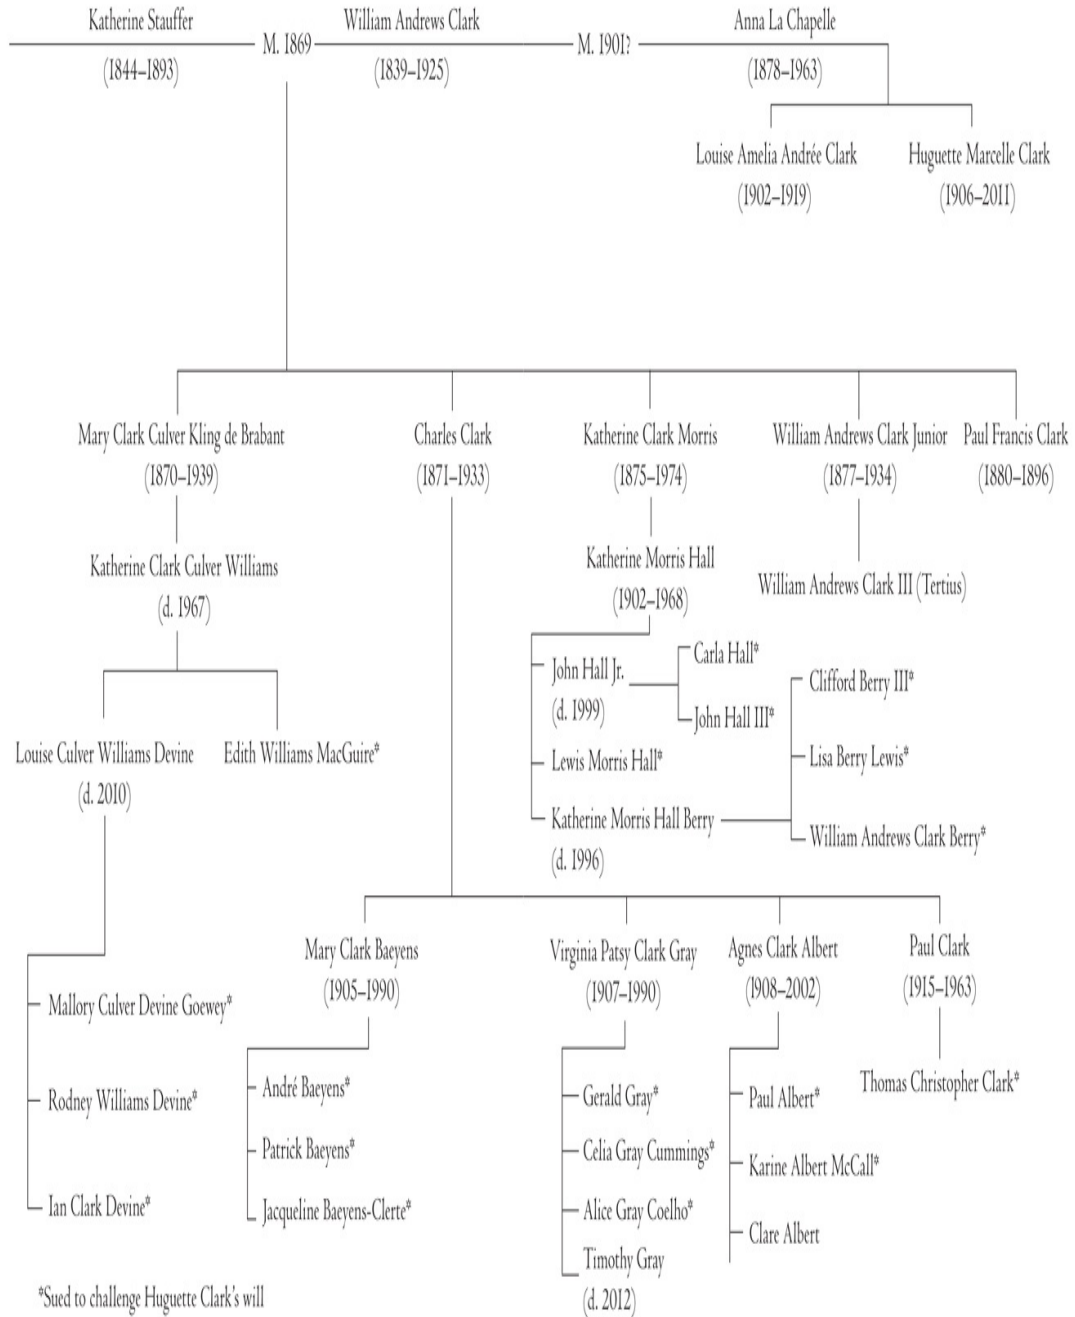 Katherine Stauffer
(1844–1893)
M. 1869
William Andrews Clark
(1839–1925)
M. 1901?
Anna La Chapelle
(1878–1963)
Louise Amelia Andrée Clark
(1902–1919)
Huguette Marcelle Clark
(1906–2011)
Mary Clark Culver Kling de Brabant
(1870–1939)
Charles Clark
(1871–1933)
Katherine Clark Morris
(1875–1974)
William Andrews Clark Junior
(1877–1934)
Paul Francis Clark
(1880–1896)
Katherine Clark Culver Williams
(d. 1967)
Katherine Morris Hall
(1902–1968)
William Andrews Clark III (Tertius)
Louise Culver Williams Devine
(d. 2010)
Edith Williams MacGuire*
John Hall Jr.
(d. 1999)
Carla Hall*
John Hall III*
Lewis Morris Hall*
Katherine Morris Hall Berry
(d. 1996)
Clifford Berry III*
Lisa Berry Lewis*
William Andrews Clark Berry*
Mary Clark Baeyens
(1905–1990)
Virginia Patsy Clark Gray
(1907–1990)
Agnes Clark Albert
(1908–2002)
Paul Clark
(1915–1963)
Mallory Culver Devine Goewey*
Rodney Williams Devine*
Ian Clark Devine*
André Baeyens*
Patrick Baeyens*
Jacqueline Baeyens-Clerte*
Gerald Gray*
Celia Gray Cummings*
Alice Gray Coelho*
Timothy Gray
(d. 2012)
Paul Albert*
Karine Albert McCall*
Clare Albert
Thomas Christopher Clark*
*Sued to challenge Huguette Clark's will